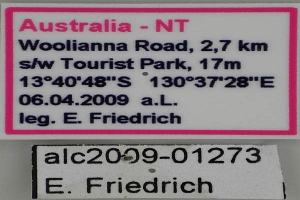 Australia - NT
Woolianna Road, 2,7 km
s/w Tourist Park, 17m
13°40'48"S 130°37'28"E
06.04.2009 a.L.
leg. E. Friedrich
alc2009-01273
E. Friedrich